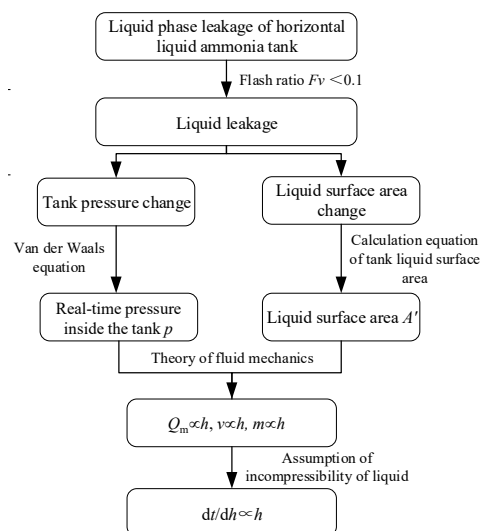 Liquid phase leakage of horizontal
liquid ammonia tank
Flash ratio Fv <0.1
Liquid leakage
Tank pressure change
Liquid surface area
change
Van der Waals
equation
Calculation equation
of tank liquid surface
area
Real-time pressure
inside the tank p
Liquid surface area A'
Theory of fluid mechanics
Qm∝h, v∝h, m∝h
Assumption of
incompressibility of liquid
dt/dh∝h